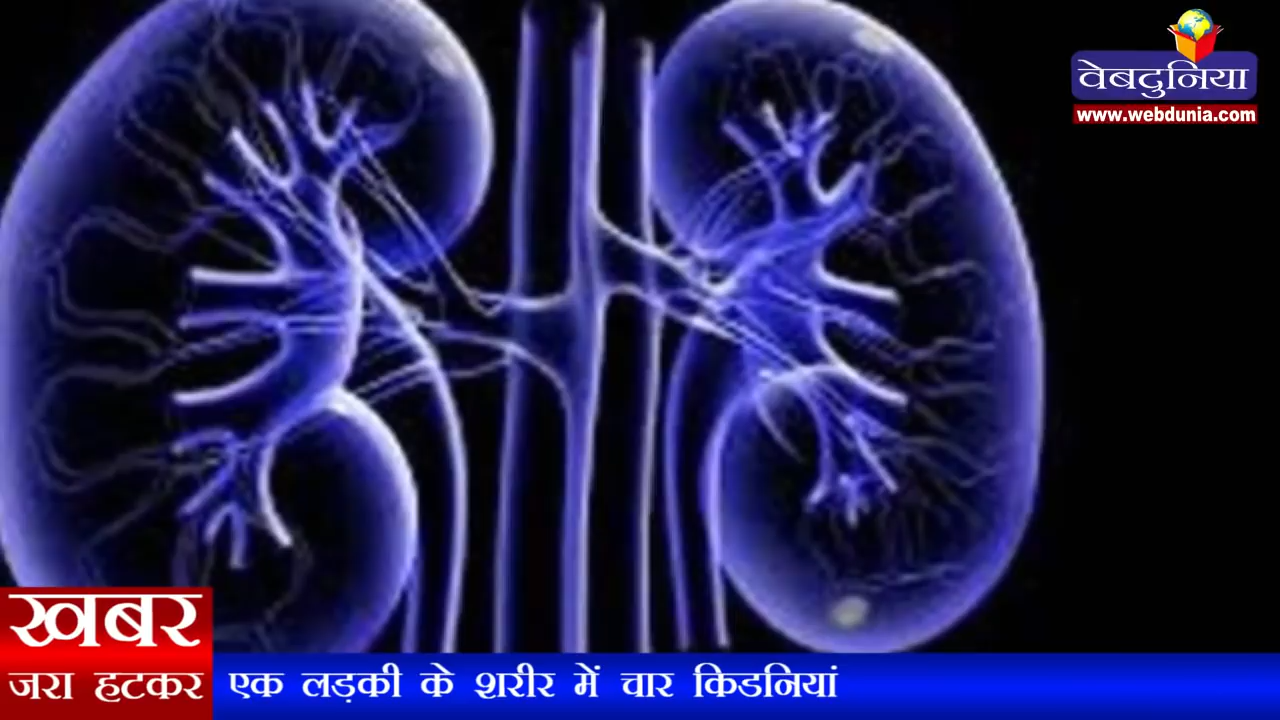 वेबदुनिया
www.webdunia.com
खबर
जरा हटकर
एक लड़की के शरीर में चार किडनियां